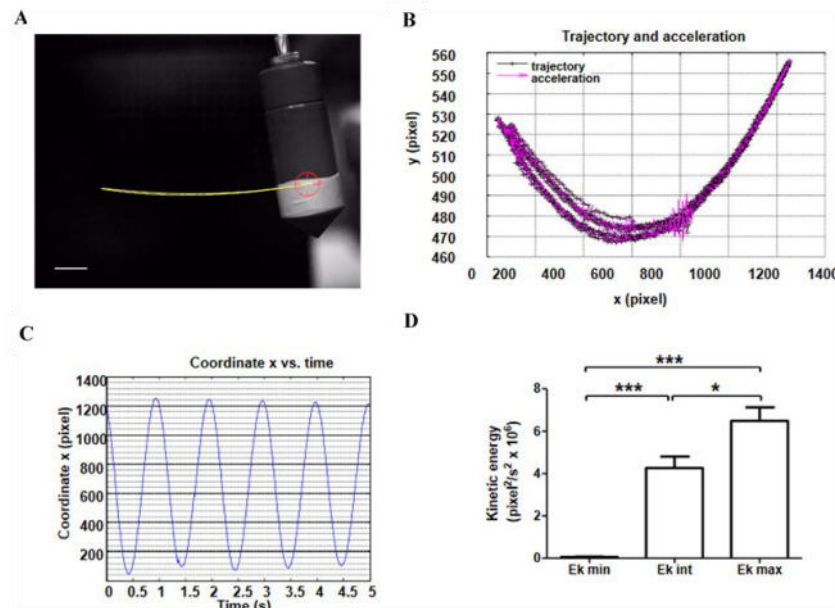 A
B
Trajectory and acceleration
560
550
540
530
520
510
500
490
480
470
460
y (pixel)
trajectory
acceleration
0 200 400 600 800 1000 1200 1400
x (pixel)
C
Coordinate x vs. time
1400
1200
1000
800
600
400
200
Coordinate x (pixel)
0 0.5 1 1.5 2 2.5 3 3.5 4 4.5 5
Time (s)
D
***
*** *
8
6
4
2
0
Kinetic energy
(pixel²/s² x 10⁶)
Ek min Ek int Ek max